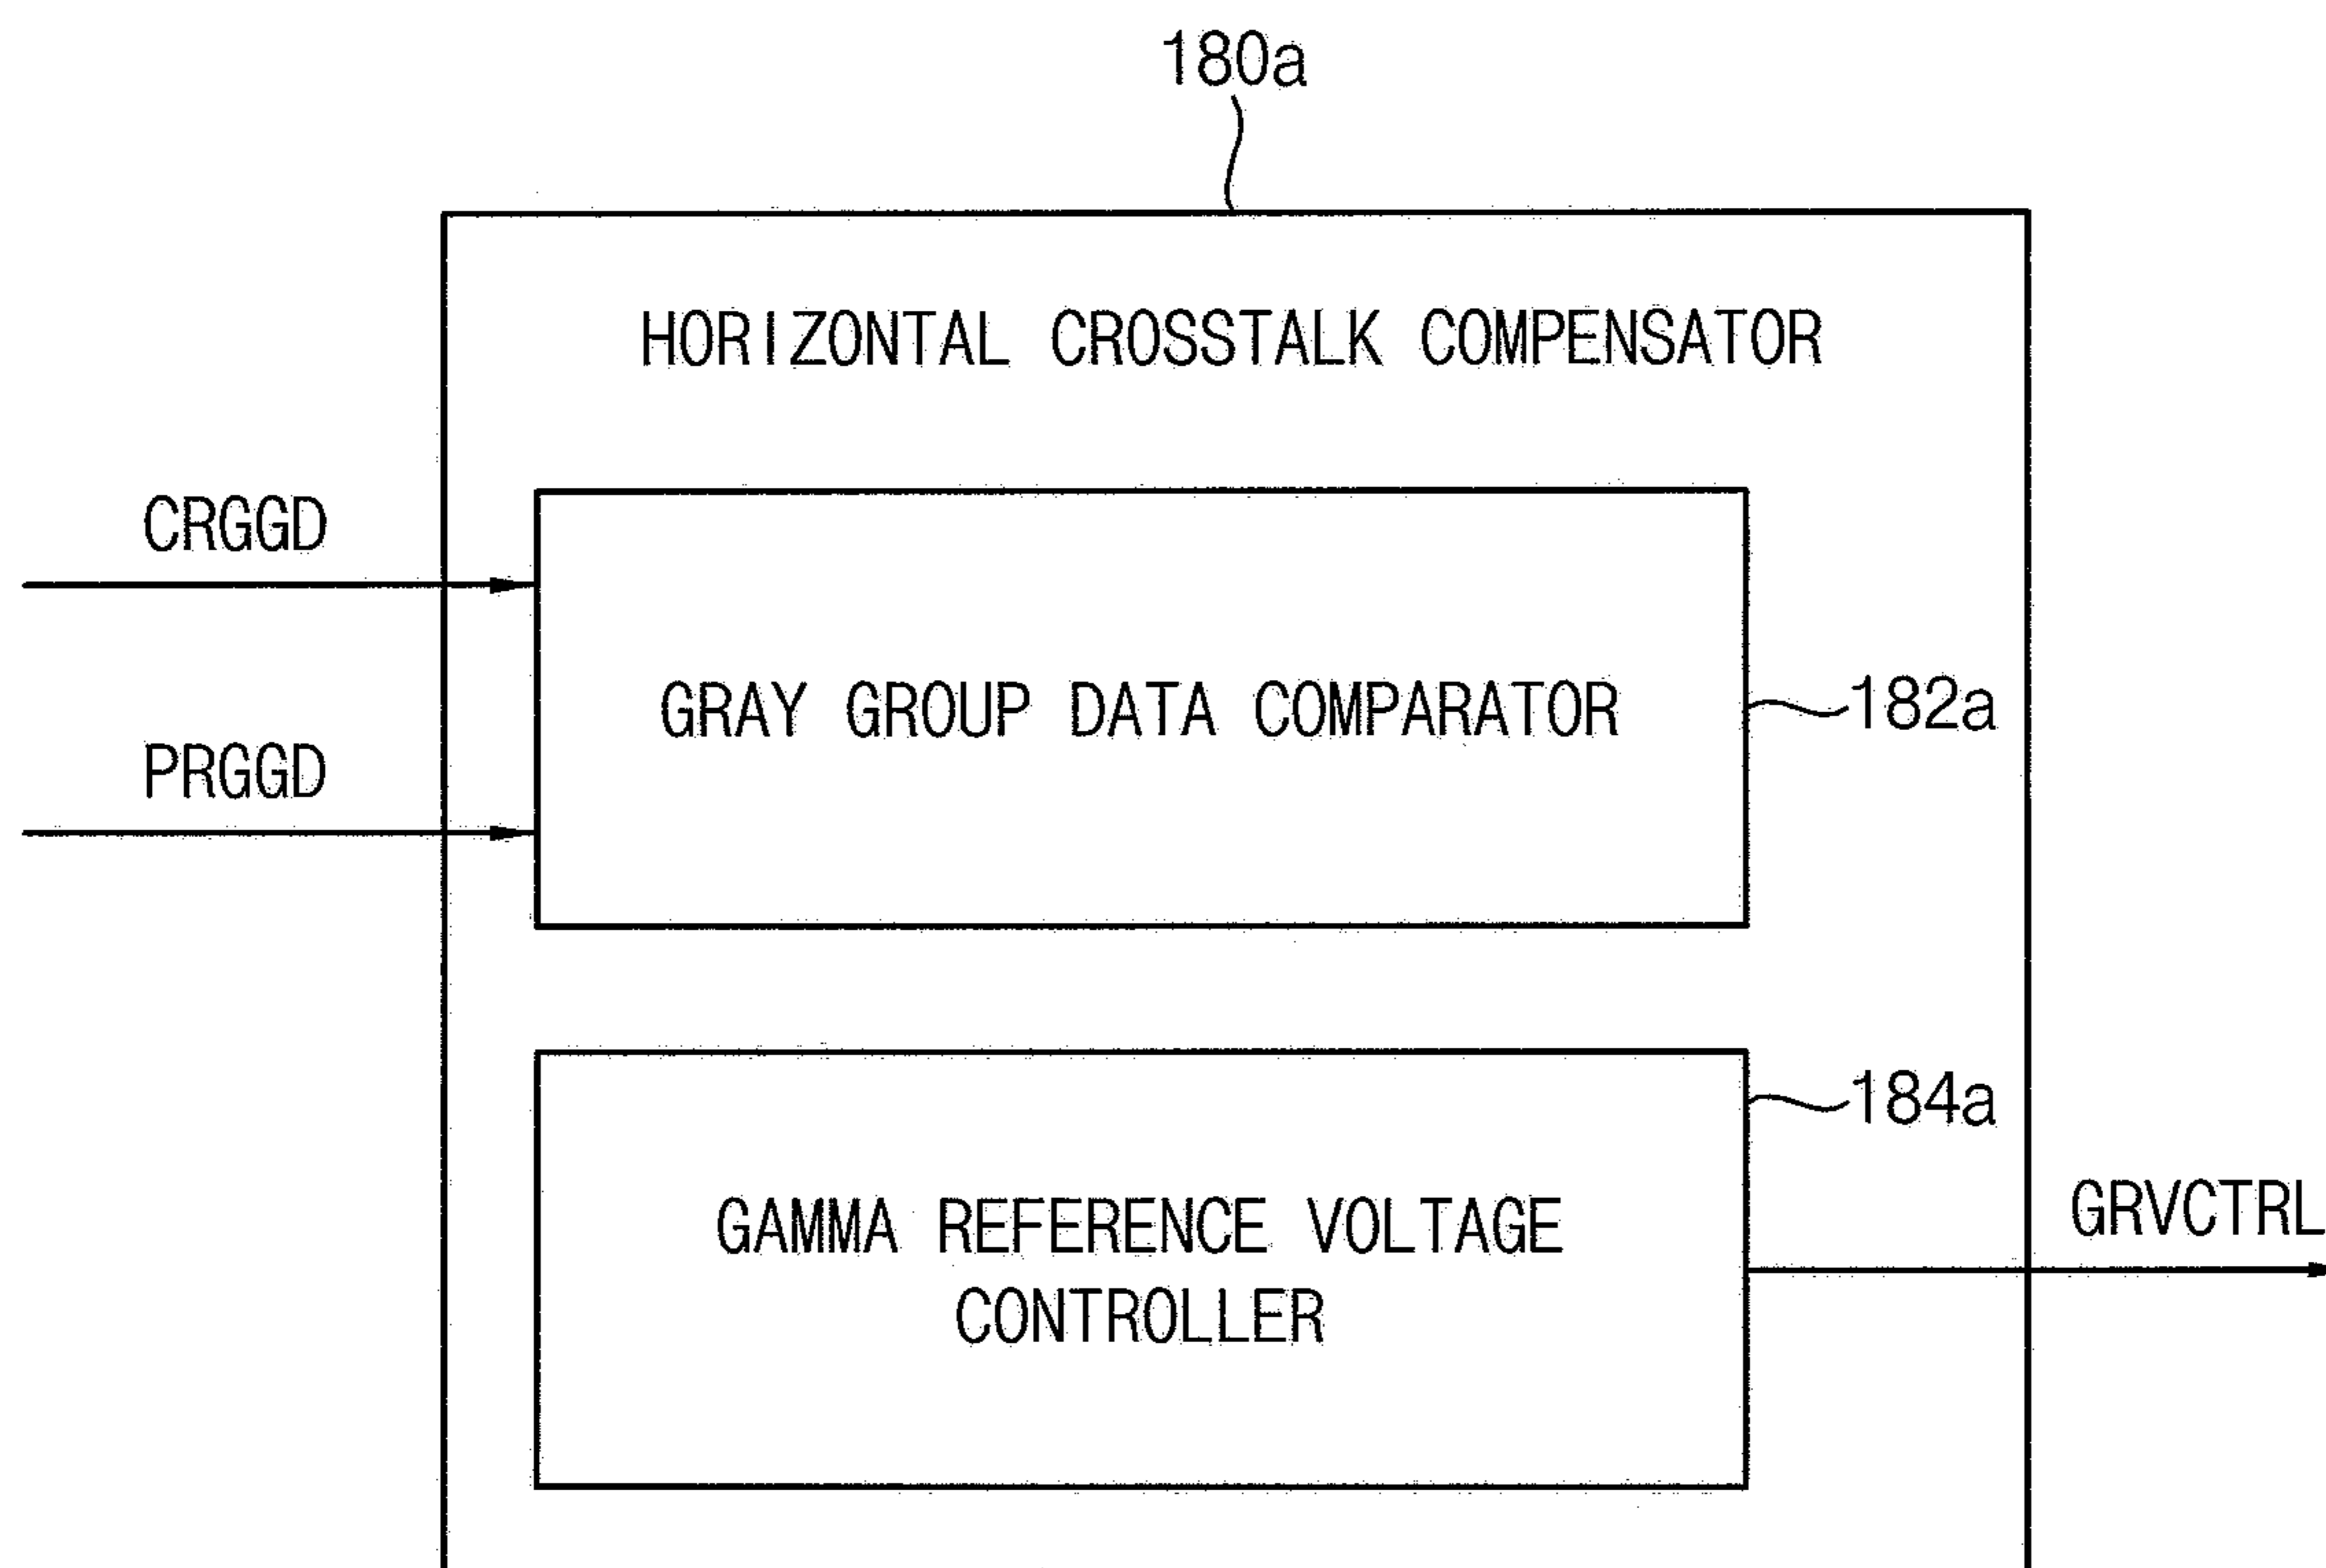 180a
HORIZONTAL CROSSTALK COMPENSATOR
CRGGD
GRAY GROUP DATA COMPARATOR
182a
PRGGD
184a
GAMMA REFERENCE VOLTAGE
CONTROLLER
GRVCTRL